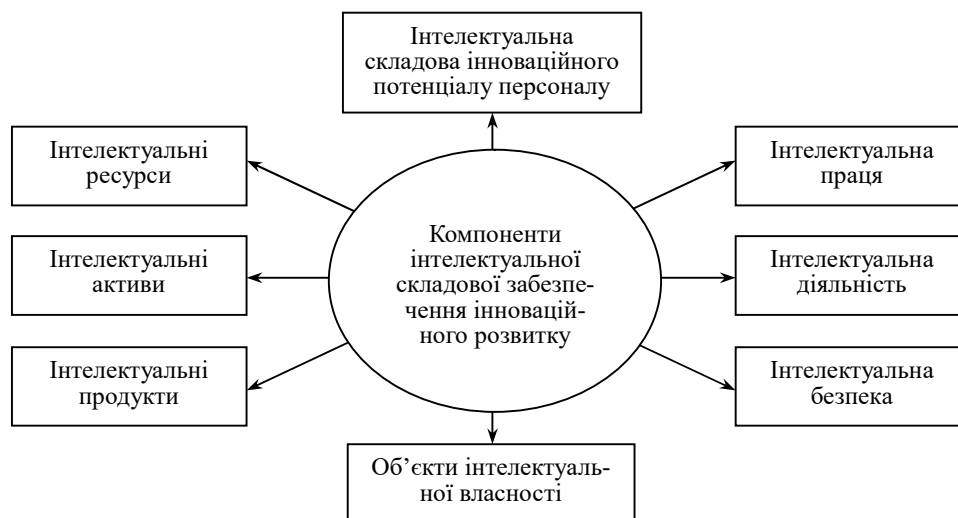 Інтелектуальна
складова інноваційного
потенціалу персоналу
Інтелектуальні
ресурси
Інтелектуальна
праця
Інтелектуальні
активи
Компоненти
інтелектуальної
складової забезпе-
чення інновацій-
ного розвитку
Інтелектуальна
діяльність
Інтелектуальні
продукти
Інтелектуальна
безпека
Об’єкти інтелектуаль-
ної власності